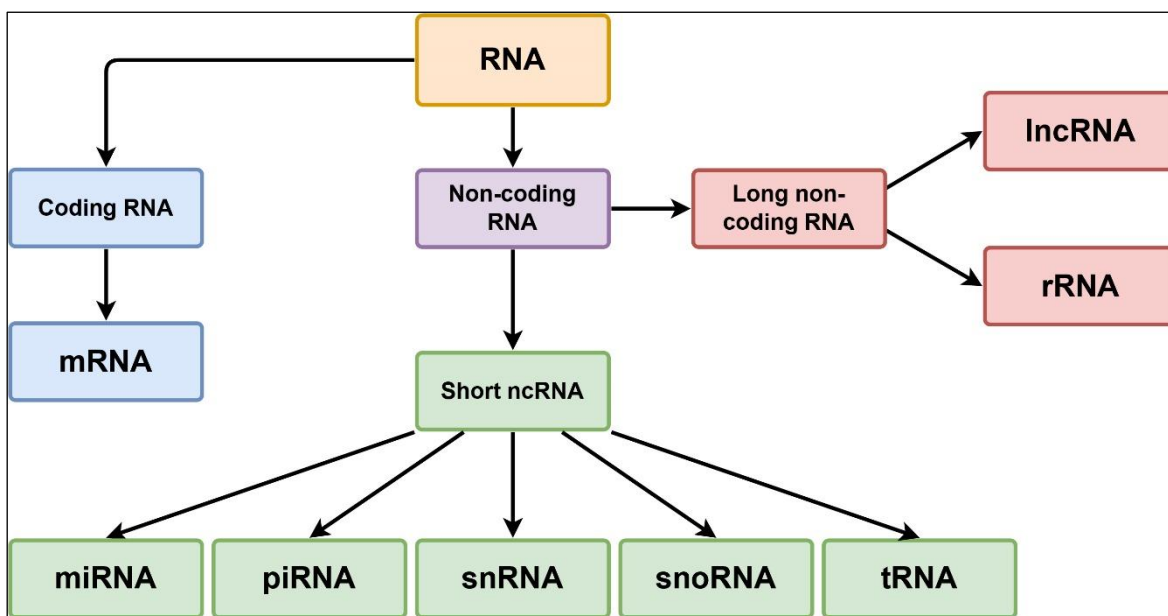 RNA
lncRNA
Coding RNA
Non-coding
RNA
Long non-
coding RNA
rRNA
mRNA
Short ncRNA
miRNA
piRNA
snRNA
snoRNA
tRNA